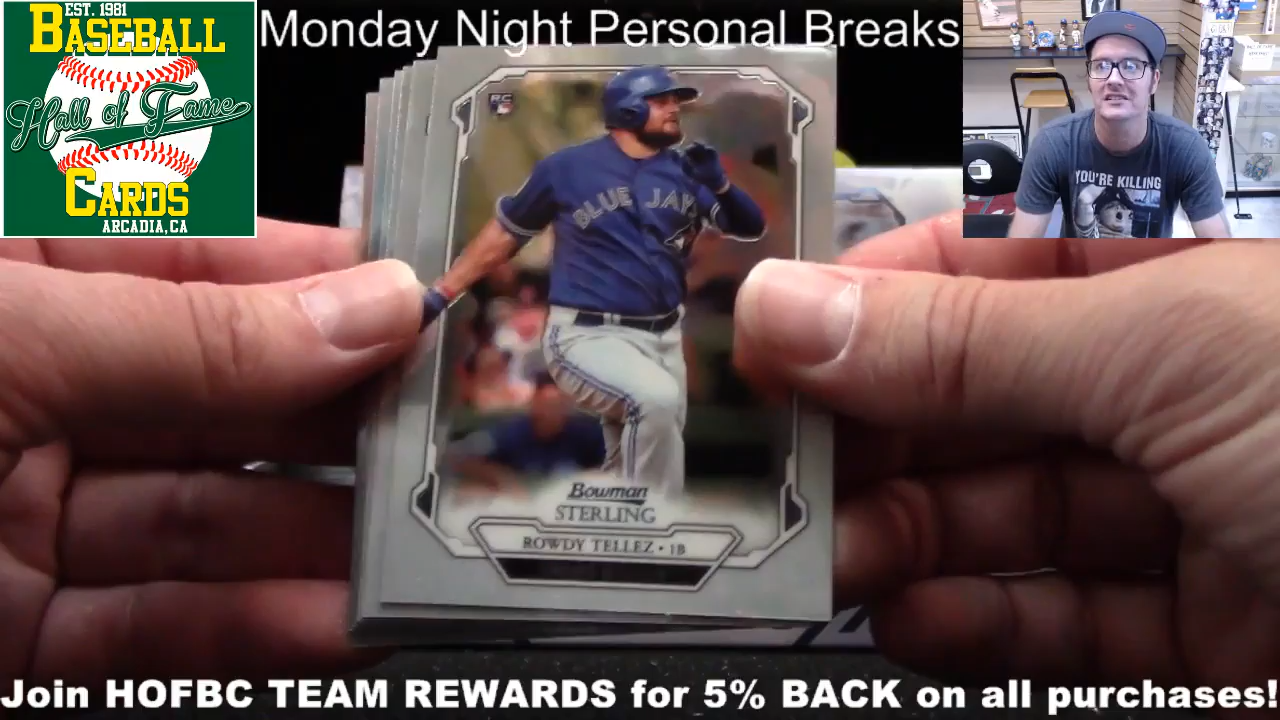 EST. 1981
BASEBALL
Hall of Fame
CARDS
ARCADIA, CA
Monday Night Personal Breaks
YOU'RE KILLING
RC
BLUE JAYS
Bowman
STERLING
ROWDY TELLEZ • 1B
Join HOFBC TEAM REWARDS for 5% BACK on all purchases!